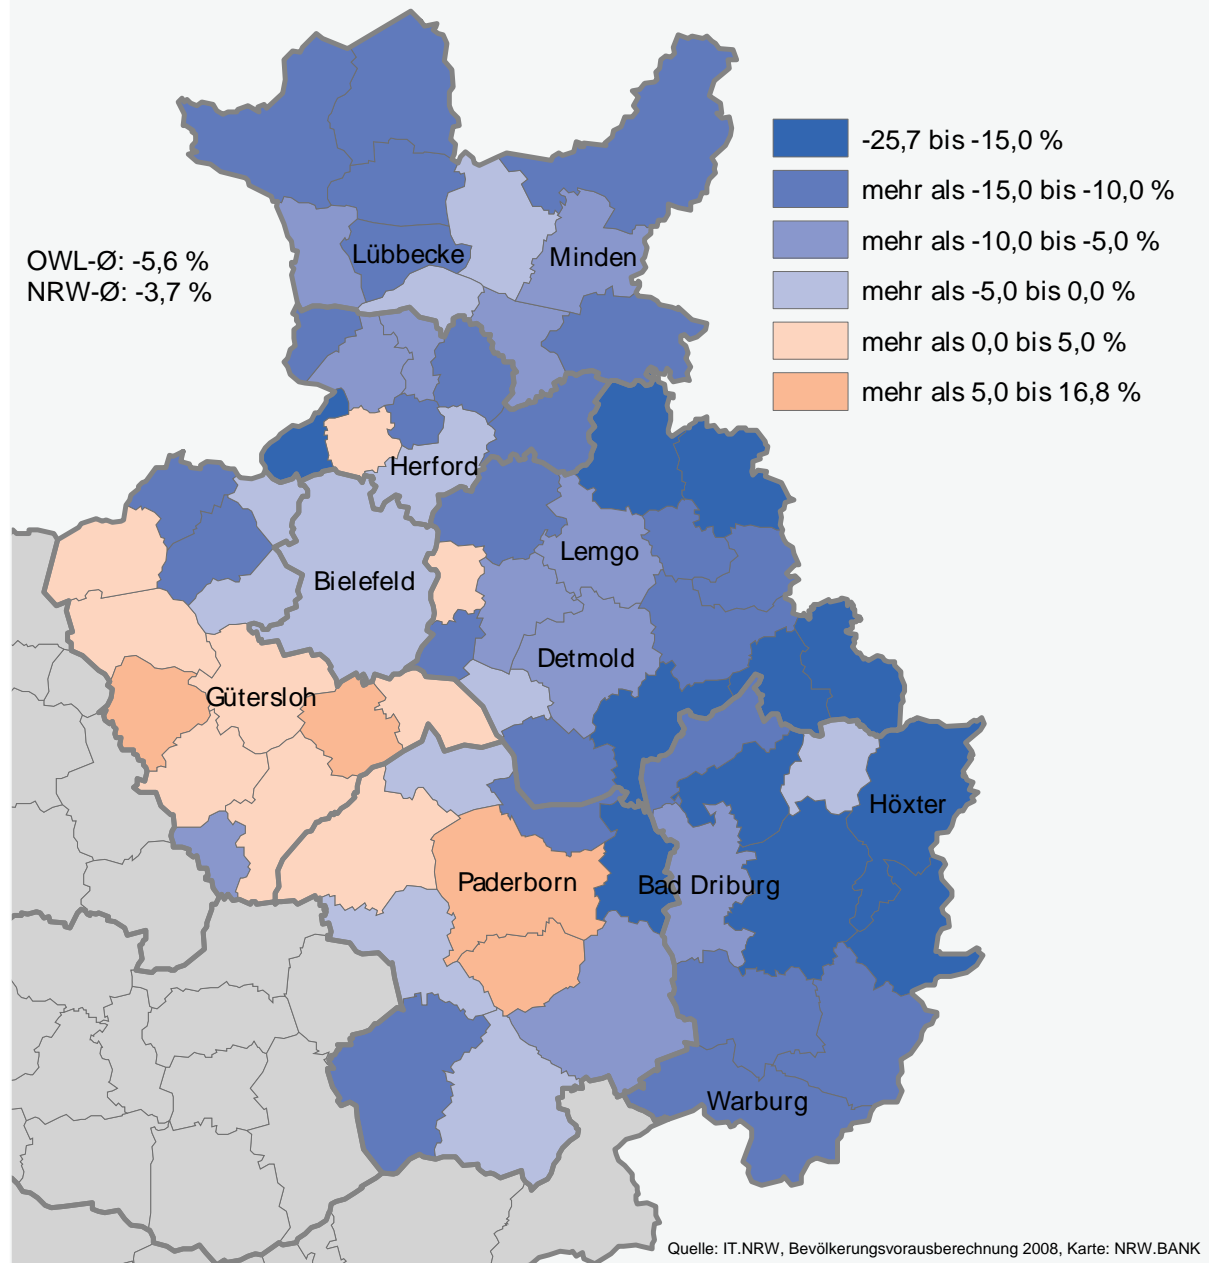 -25,7 bis -15,0 %
mehr als -15,0 bis -10,0 %
mehr als -10,0 bis -5,0 %
mehr als -5,0 bis 0,0 %
mehr als 0,0 bis 5,0 %
mehr als 5,0 bis 16,8 %
OWL-Ø: -5,6 %
NRW-Ø: -3,7 %
Lübbecke
Minden
Herford
Lemgo
Bielefeld
Detmold
Gütersloh
Höxter
Paderborn
Bad Driburg
Warburg
Quelle: IT.NRW, Bevölkerungsvorausberechnung 2008, Karte: NRW.BANK